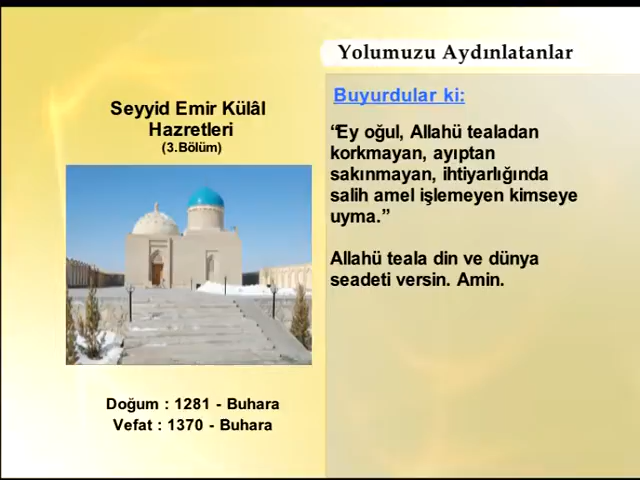 Yolumuzu Aydınlatanlar
Seyyid Emir Külâl
Hazretleri
(3.Bölüm)
Doğum : 1281 - Buhara
Vefat : 1370 - Buhara
Buyurdular ki:
“Ey oğul, Allahü tealadan
korkmayan, ayıptan
sakınmayan, ihtiyarlığında
salih amel işlemeyen kimseye
uyma.”
Allahü teala din ve dünya
seadeti versin. Amin.